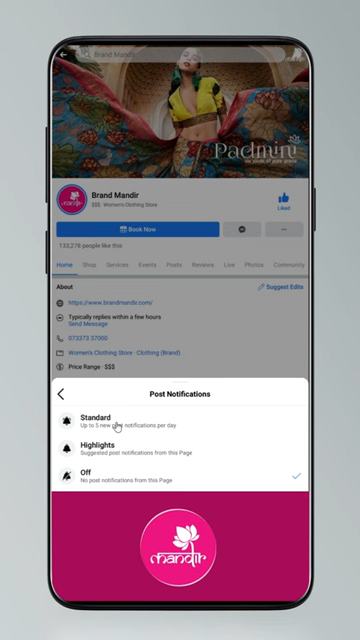 Brand Mandir
Padmini
Brand Mandir
$$$ Women's Clothing Store
Liked
Book Now
133,278 people like this
Home Shop Services Events Posts Reviews Live Photos Community
About
Suggest Edits
https://www.brandmandir.com/
Typically replies within a few hours
Send Message
073373 37000
Women's Clothing Store · Clothing (Brand)
Price Range · $$$
Post Notifications
Standard
Up to 5 new post notifications per day
Highlights
Suggested post notifications from this Page
Off
No post notifications from this Page
mandir